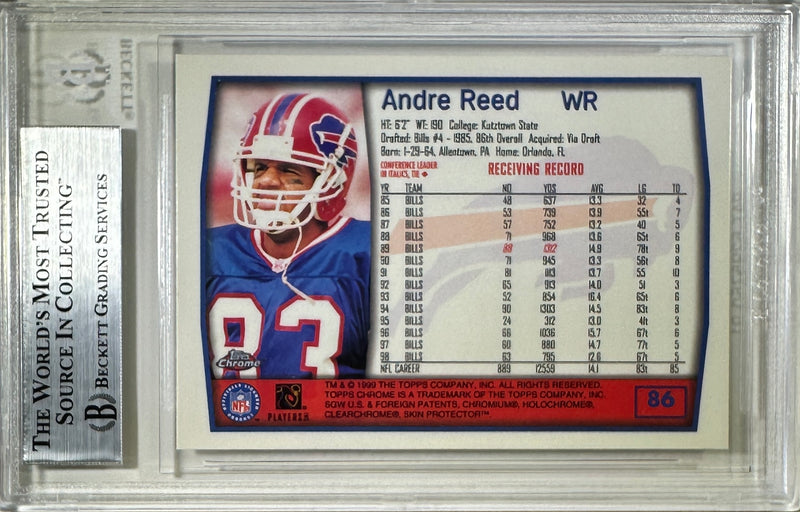 BECKETT
THE WORLD'S MOST TRUSTED
SOURCE IN COLLECTING™
BECKETT GRADING SERVICES
B
Andre Reed WR
HT: 6'2" WT: 190 College: Kutztown State
Drafted: Bills #4 - 1985, 86th Overall Acquired: Via Draft
Born: 1-29-64, Allentown, PA Home: Orlando, FL
CONFERENCE LEADER
IN ITALICS, TIE ♦
RECEIVING RECORD
YR TEAM NO YDS AVG LG TD
85 BILLS 48 637 13.3 32 4
86 BILLS 53 739 13.9 55t 7
87 BILLS 57 752 13.2 40 5
88 BILLS 71 968 13.6 65t 6
89 BILLS 88 1312 14.9 78t 9
90 BILLS 71 945 13.3 56t 8
91 BILLS 81 1113 13.7 55 10
92 BILLS 65 913 14.0 51 3
93 BILLS 52 854 16.4 65t 6
94 BILLS 90 1303 14.5 83t 8
95 BILLS 24 312 13.0 41t 3
96 BILLS 66 1036 15.7 67t 6
97 BILLS 60 880 14.7 77t 5
98 BILLS 63 795 12.6 67t 5
NFL CAREER 889 12559 14.1 83t 85
83
Topps
Chrome
NFL
PLAYERS INC
TM & © 1999 THE TOPPS COMPANY, INC. ALL RIGHTS RESERVED.
TOPPS CHROME IS A TRADEMARK OF THE TOPPS COMPANY, INC.
SGW U.S. & FOREIGN PATENTS, CHROMIUM®, HOLOCHROME®,
CLEARCHROME®, SKIN PROTECTOR™.
86